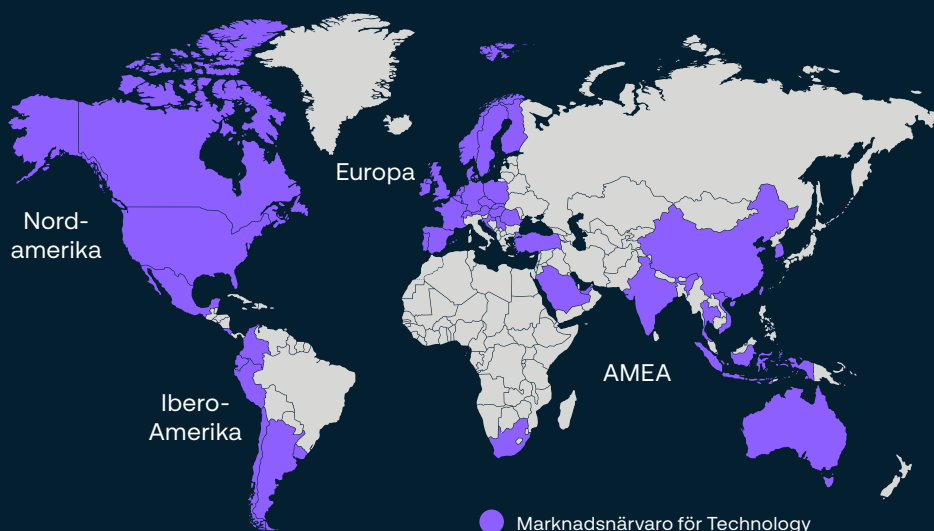 Europa
Nord-
amerika
AMEA
Ibero-
Amerika
Marknadsnärvaro för Technology